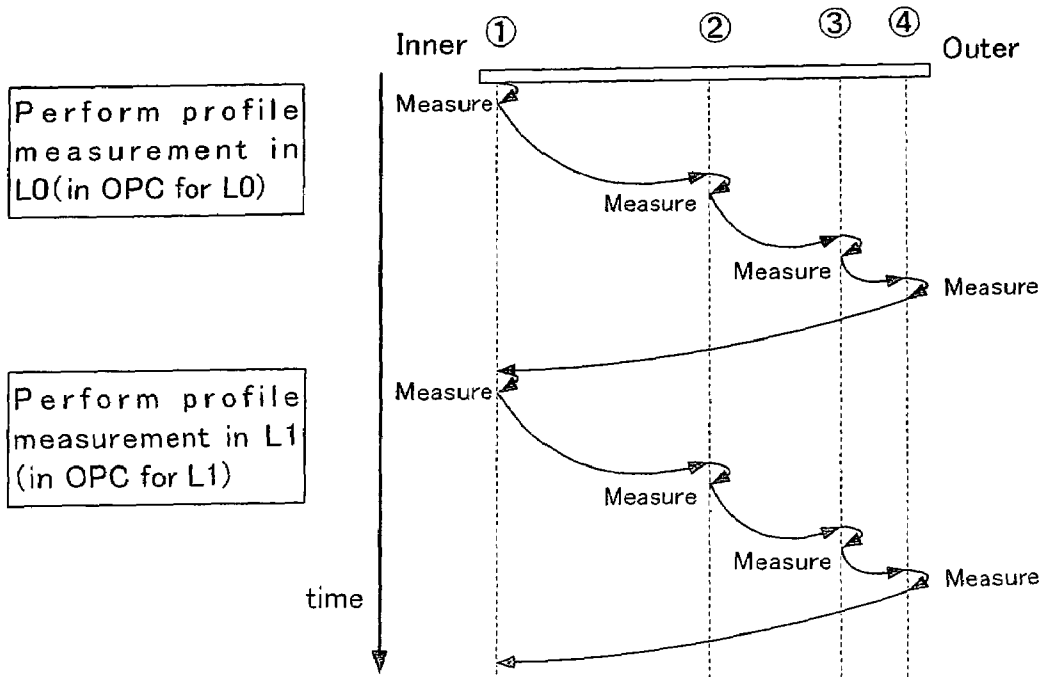 ① ② ③ ④
Inner Outer
Measure
Perform profile
measurement in
L0(in OPC for L0)
Measure
Measure
Measure
Measure
Perform profile
measurement in L1
(in OPC for L1)
Measure
Measure
Measure
time